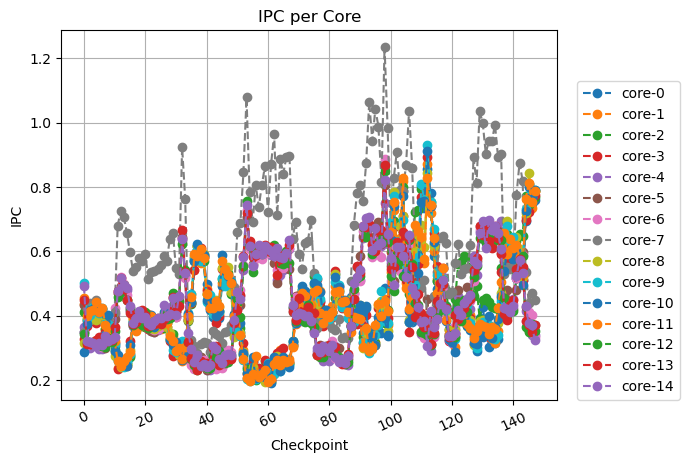 IPC per Core
IPC
1.2
1.0
0.8
0.6
0.4
0.2
0
20
40
60
80
100
120
140
Checkpoint
core-0
core-1
core-2
core-3
core-4
core-5
core-6
core-7
core-8
core-9
core-10
core-11
core-12
core-13
core-14